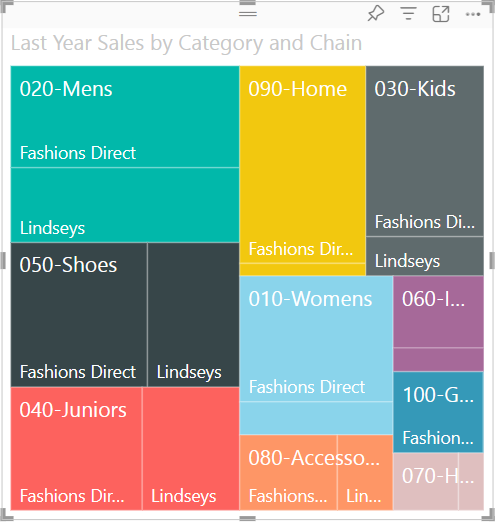 Last Year Sales by Category and Chain
020-Mens
Fashions Direct
Lindseys
050-Shoes
Fashions Direct
Lindseys
040-Juniors
Fashions Dir...
Lindseys
090-Home
Fashions Dir...
030-Kids
Fashions Di...
Lindseys
010-Womens
Fashions Direct
080-Accesso...
Fashions...
Lin...
060-I...
100-G...
Fashion...
070-H...